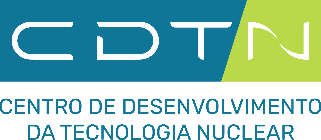 CDTN
CENTRO DE DESENVOLVIMENTO
DA TECNOLOGIA NUCLEAR